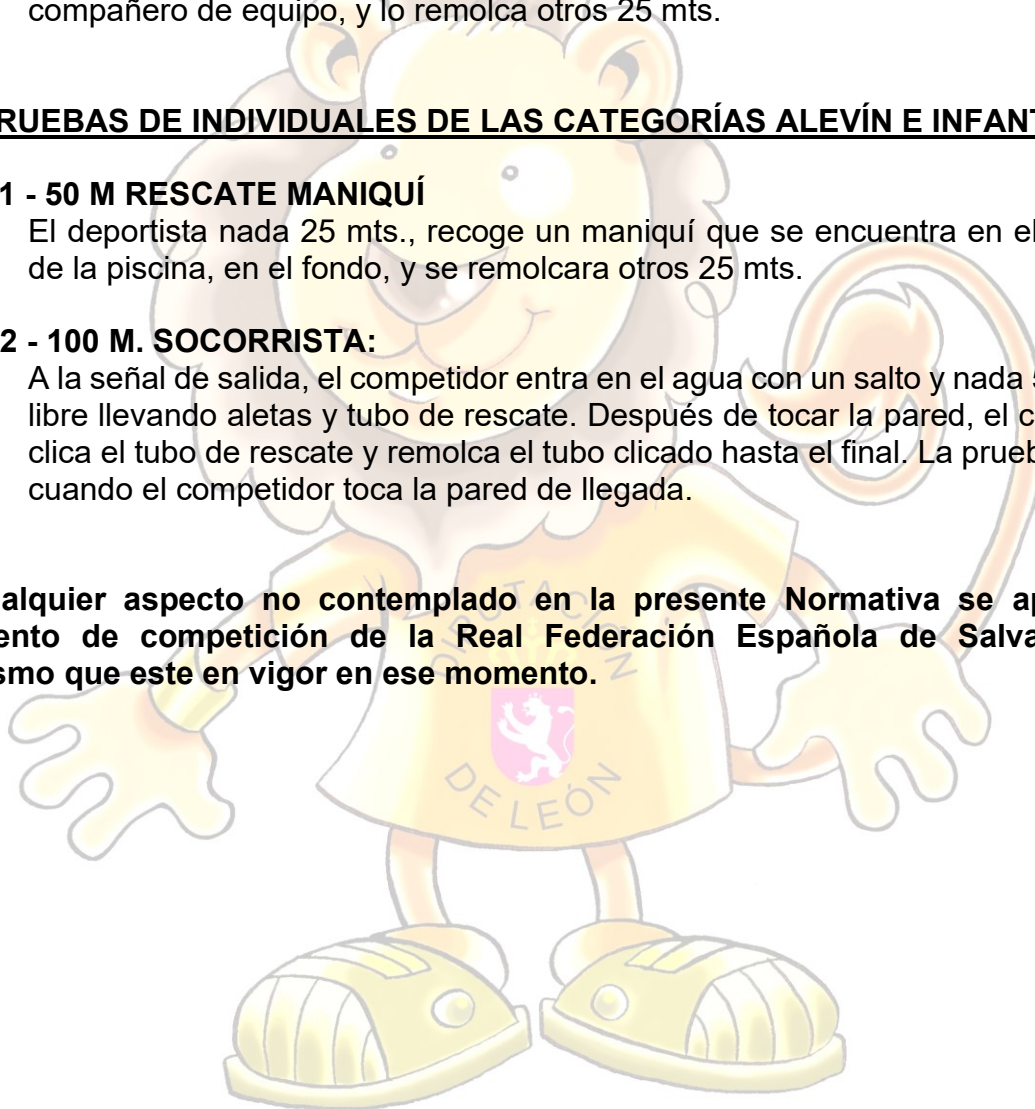 compañero de equipo, y lo remolca otros 25 mts.
RUEBAS DE INDIVIDUALES DE LAS CATEGORÍAS ALEVÍN E INFANT
1 - 50 M RESCATE MANIQUÍ
El deportista nada 25 mts., recoge un maniquí que se encuentra en el
de la piscina, en el fondo, y se remolcara otros 25 mts.
2 - 100 M. SOCORRISTA:
A la señal de salida, el competidor entra en el agua con un salto y nada 5
libre llevando aletas y tubo de rescate. Después de tocar la pared, el c
clica el tubo de rescate y remolca el tubo clicado hasta el final. La prueb
cuando el competidor toca la pared de llegada.
alquier aspecto no contemplado en la presente Normativa se ap
ento de competición de la Real Federación Española de Salva
smo que este en vigor en ese momento.
DIPUTACIÓN
DE LEÓN